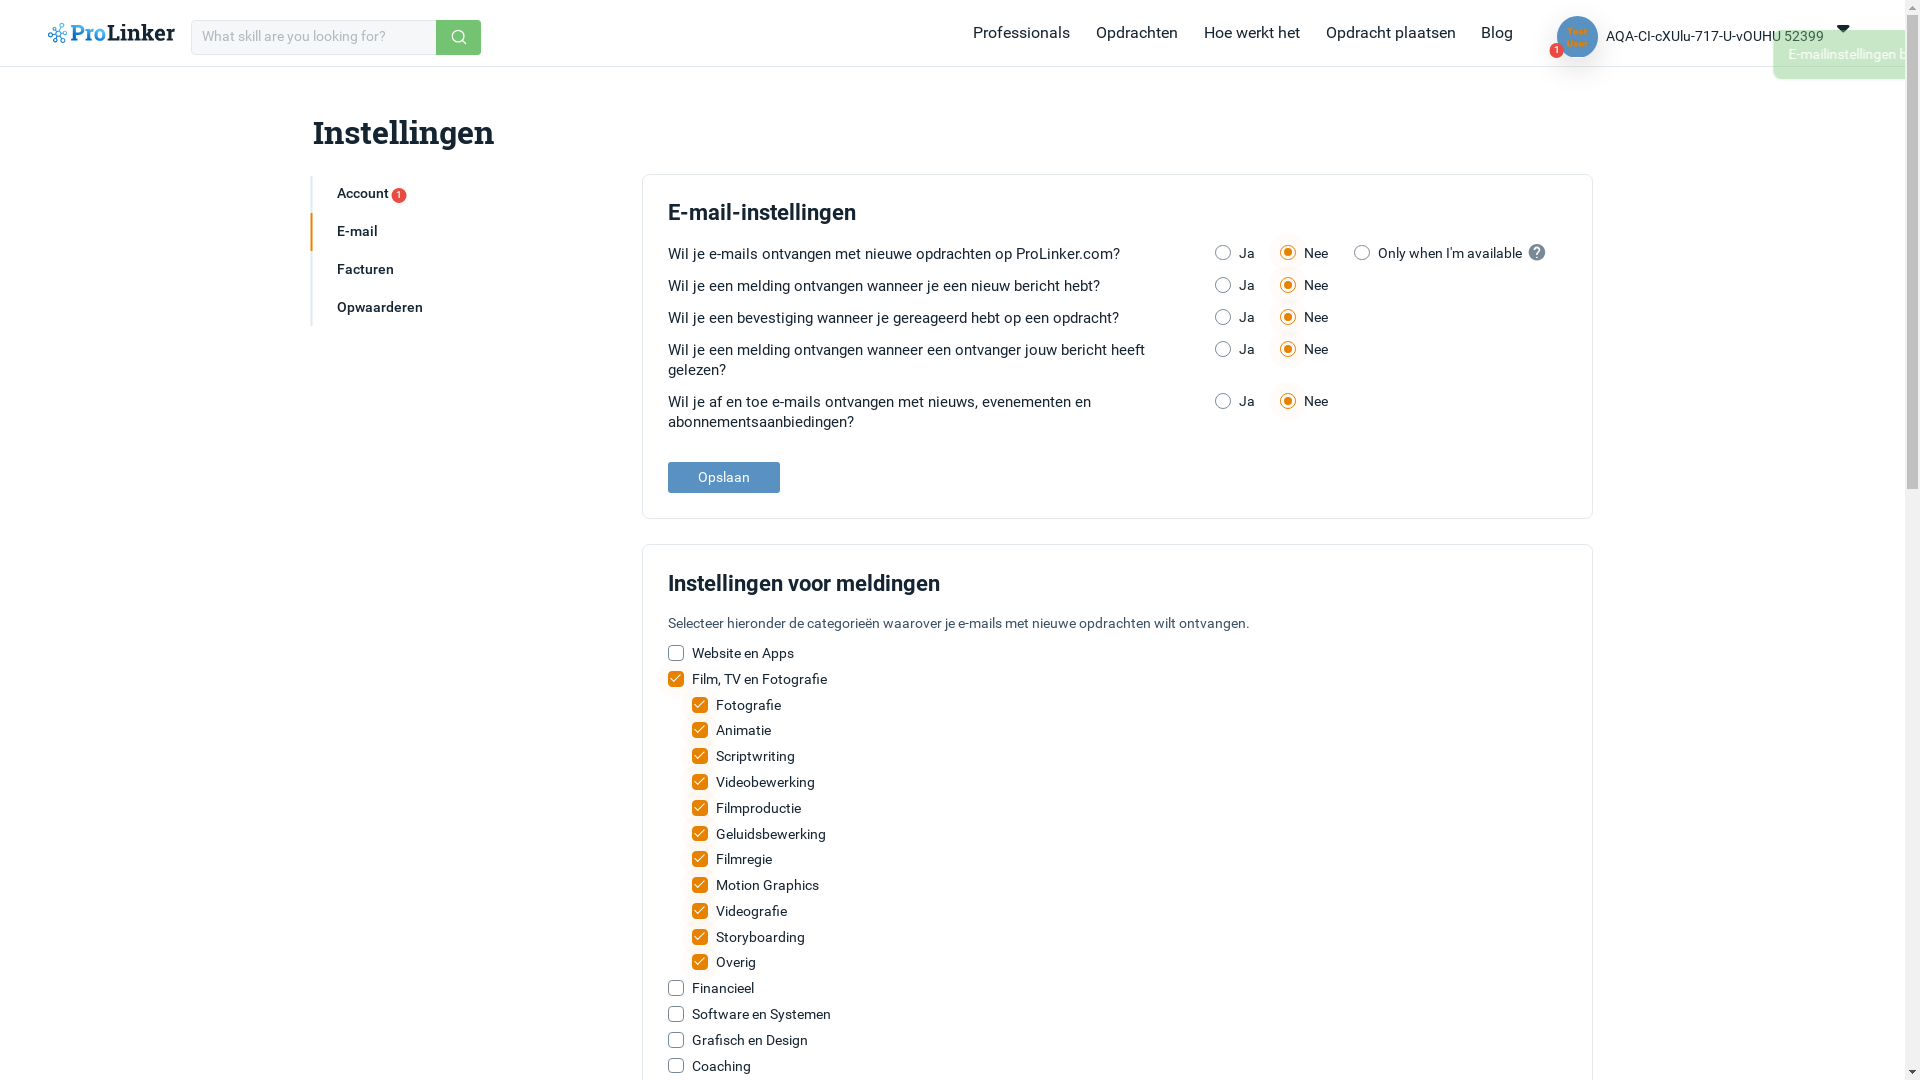 ProLinker
What skill are you looking for?
Professionals
Opdrachten
Hoe werkt het
Opdracht plaatsen
Blog
1
AQA-CI-cXUlu-717-U-vOUHU 52399
E-mailinstellingen b
Instellingen
Account 1
E-mail
Facturen
Opwaarderen
E-mail-instellingen
Wil je e-mails ontvangen met nieuwe opdrachten op ProLinker.com? Ja Nee Only when I'm available ?
Wil je een melding ontvangen wanneer je een nieuw bericht hebt? Ja Nee
Wil je een bevestiging wanneer je gereageerd hebt op een opdracht? Ja Nee
Wil je een melding ontvangen wanneer een ontvanger jouw bericht heeft Ja Nee
gelezen?
Wil je af en toe e-mails ontvangen met nieuws, evenementen en Ja Nee
abonnementsaanbiedingen?
Opslaan
Instellingen voor meldingen
Selecteer hieronder de categorieën waarover je e-mails met nieuwe opdrachten wilt ontvangen.
Website en Apps
Film, TV en Fotografie
Fotografie
Animatie
Scriptwriting
Videobewerking
Filmproductie
Geluidsbewerking
Filmregie
Motion Graphics
Videografie
Storyboarding
Overig
Financieel
Software en Systemen
Grafisch en Design
Coaching